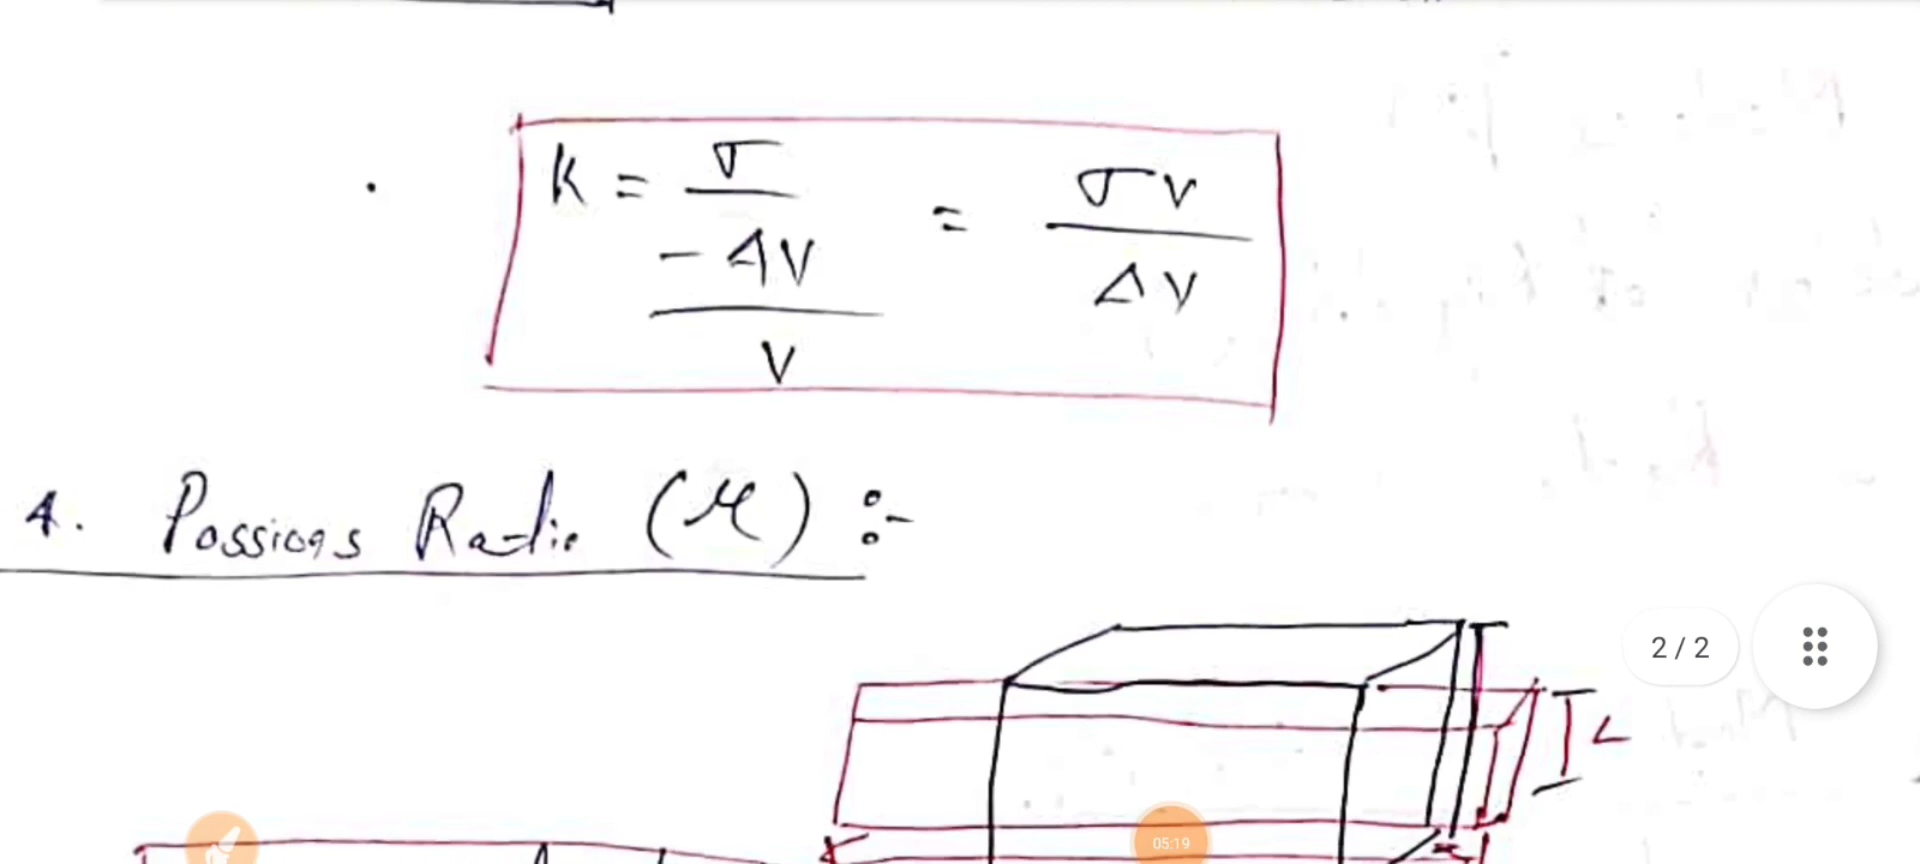 K = σ / (-ΔV / V) = σV / ΔV
4. Possions Ratio (μ) :-
2 / 2
L
05:19